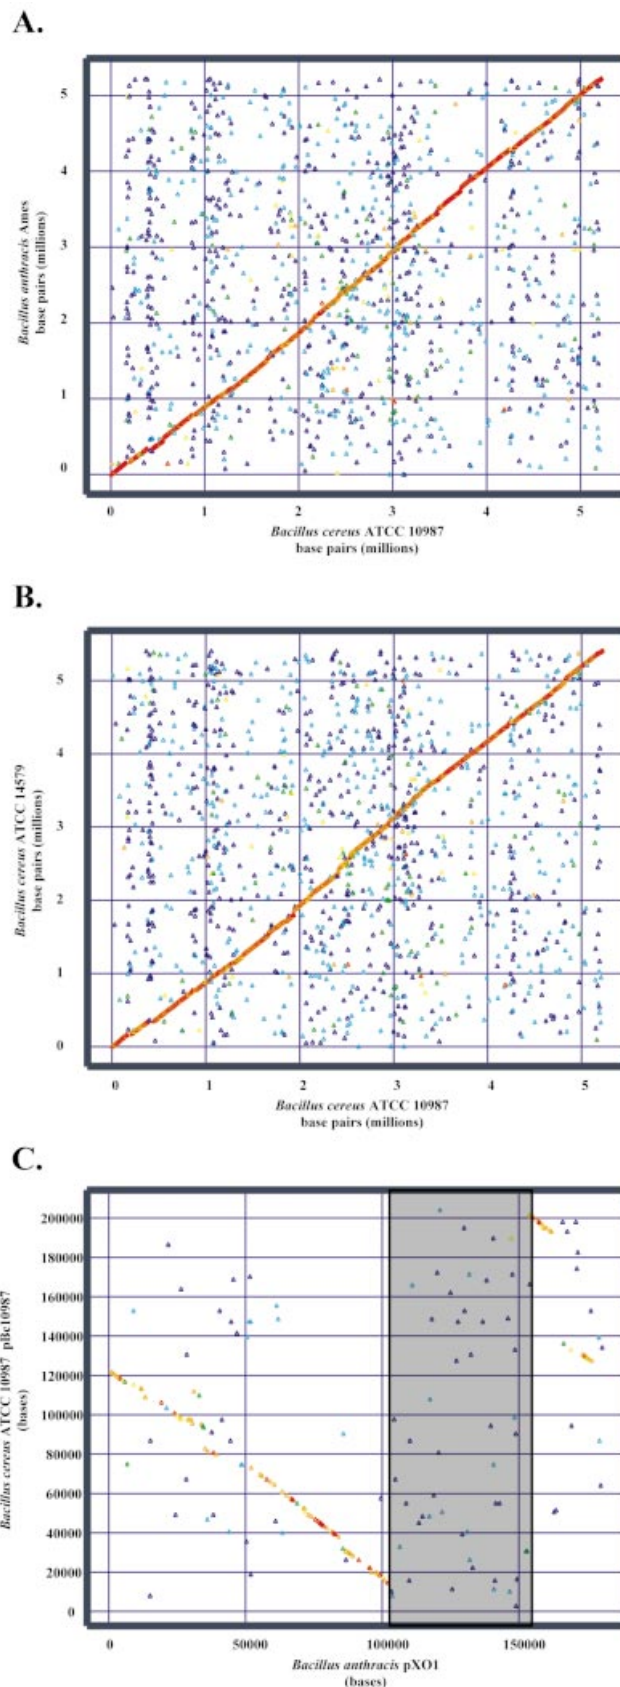 A.
5
4
3
2
1
0
Bacillus anthracis Ames
base pairs (millions)
0 1 2 3 4 5
Bacillus cereus ATCC 10987
base pairs (millions)
B.
5
4
3
2
1
0
Bacillus cereus ATCC 14579
base pairs (millions)
0 1 2 3 4 5
Bacillus cereus ATCC 10987
base pairs (millions)
C.
200000
180000
160000
140000
120000
100000
80000
60000
40000
20000
0
Bacillus cereus ATCC 10987 pBc10987
(bases)
0 50000 100000 150000
Bacillus anthracis pXO1
(bases)